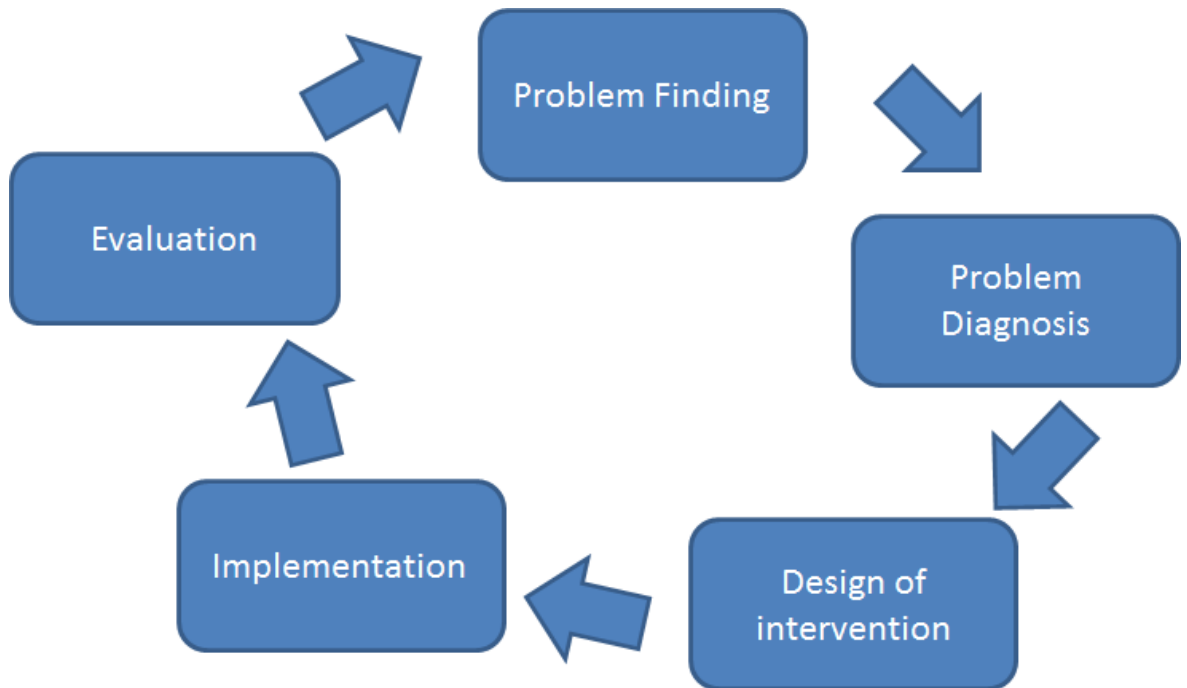 Problem Finding
Problem
Diagnosis
Design of
intervention
Implementation
Evaluation